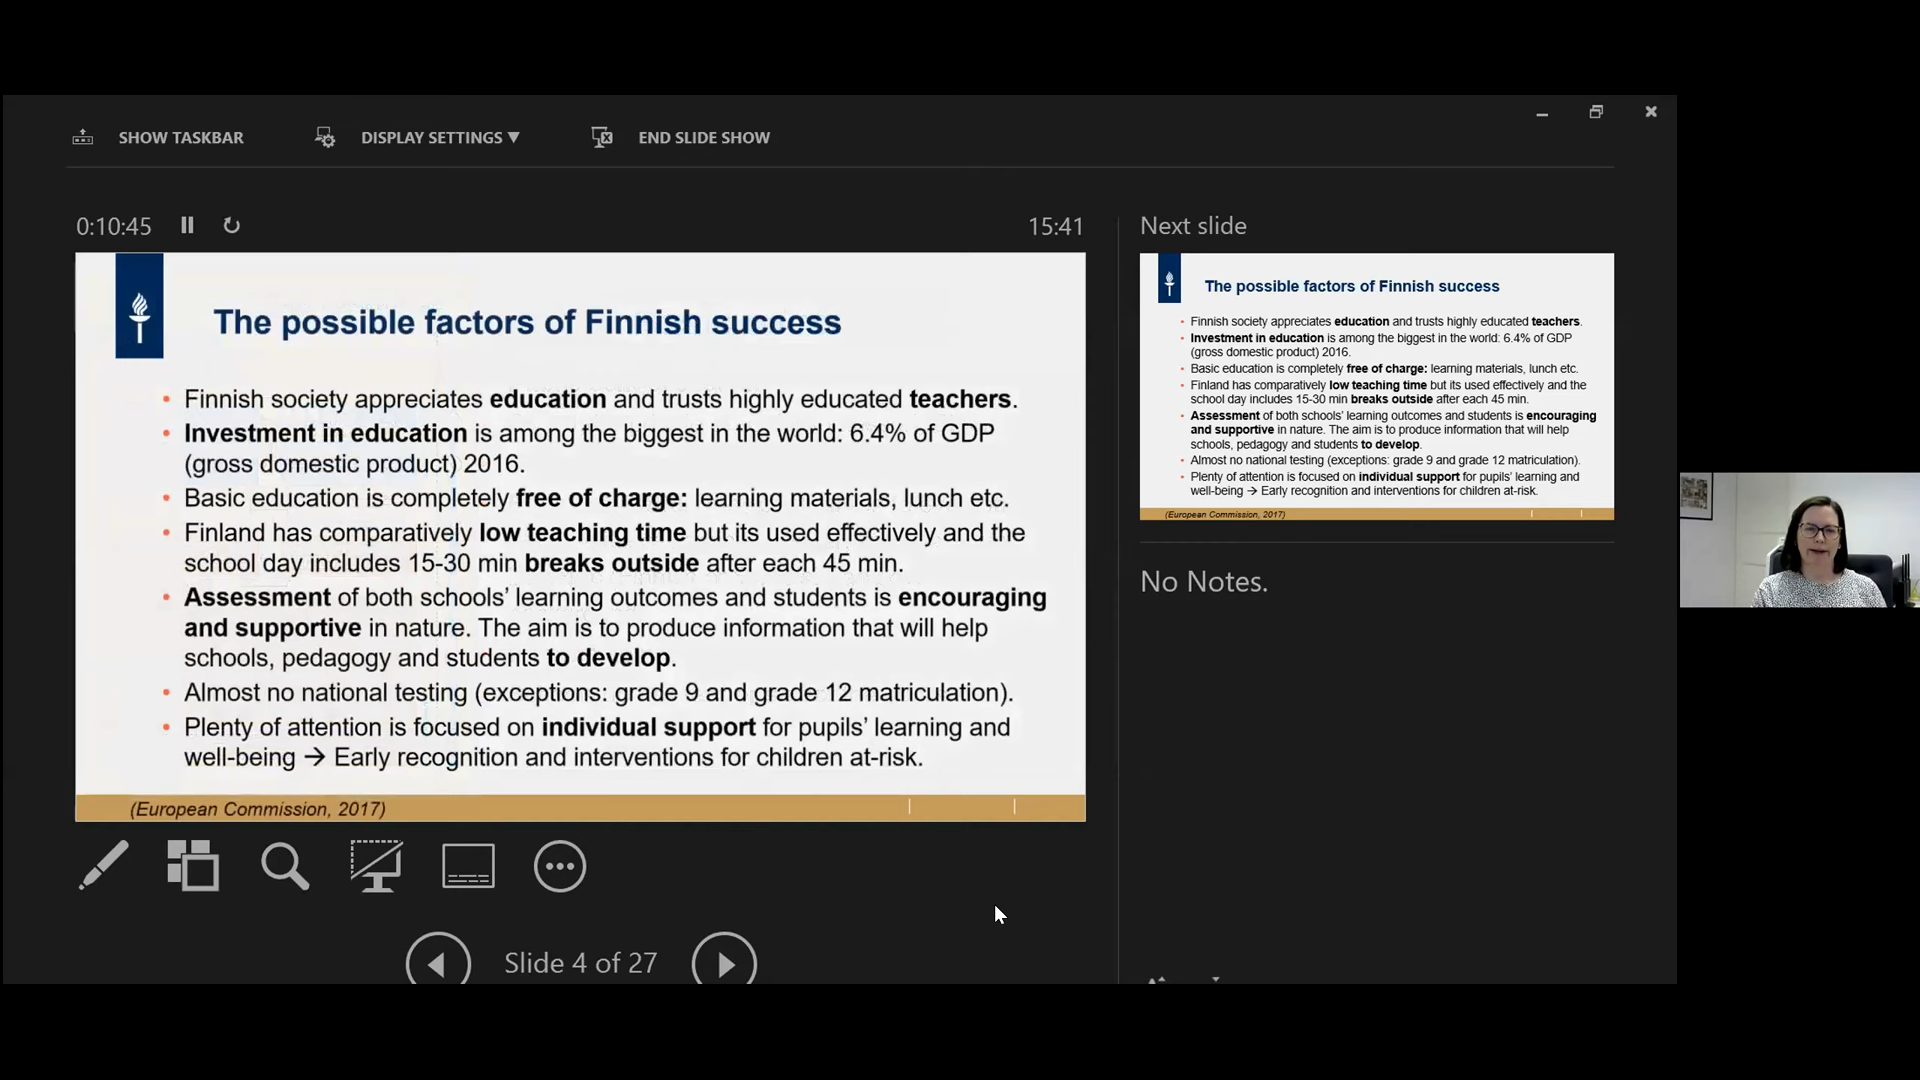 SHOW TASKBAR
DISPLAY SETTINGS ▼
END SLIDE SHOW
0:10:45
15:41
The possible factors of Finnish success
• Finnish society appreciates education and trusts highly educated teachers.
• Investment in education is among the biggest in the world: 6.4% of GDP
(gross domestic product) 2016.
• Basic education is completely free of charge: learning materials, lunch etc.
• Finland has comparatively low teaching time but its used effectively and the
school day includes 15-30 min breaks outside after each 45 min.
• Assessment of both schools’ learning outcomes and students is encouraging
and supportive in nature. The aim is to produce information that will help
schools, pedagogy and students to develop.
• Almost no national testing (exceptions: grade 9 and grade 12 matriculation).
• Plenty of attention is focused on individual support for pupils’ learning and
well-being → Early recognition and interventions for children at-risk.
(European Commission, 2017)
Slide 4 of 27
Next slide
The possible factors of Finnish success
• Finnish society appreciates education and trusts highly educated teachers.
• Investment in education is among the biggest in the world: 6.4% of GDP
(gross domestic product) 2016.
• Basic education is completely free of charge: learning materials, lunch etc.
• Finland has comparatively low teaching time but its used effectively and the
school day includes 15-30 min breaks outside after each 45 min.
• Assessment of both schools’ learning outcomes and students is encouraging
and supportive in nature. The aim is to produce information that will help
schools, pedagogy and students to develop.
• Almost no national testing (exceptions: grade 9 and grade 12 matriculation).
• Plenty of attention is focused on individual support for pupils’ learning and
well-being → Early recognition and interventions for children at-risk.
(European Commission, 2017)
No Notes.